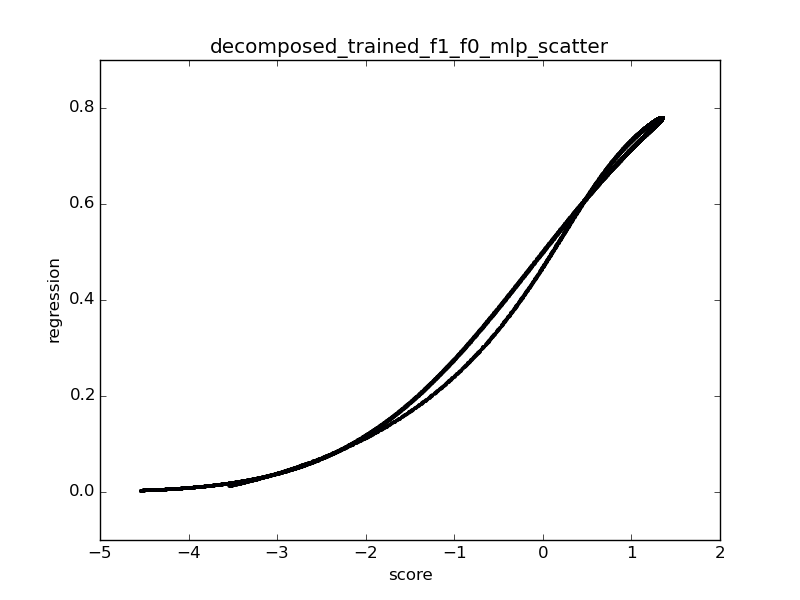 decomposed_trained_f1_f0_mlp_scatter
0.8
0.6
0.4
0.2
0.0
regression
−5 −4 −3 −2 −1 0 1 2
score